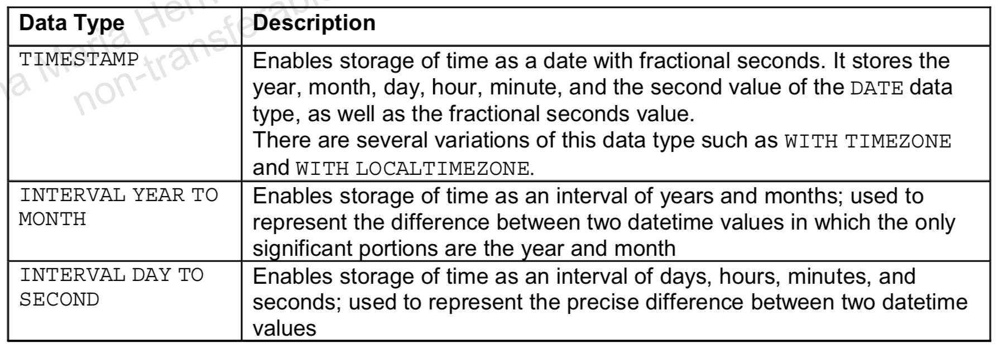 Data Type Description
TIMESTAMP Enables storage of time as a date with fractional seconds. It stores the
year, month, day, hour, minute, and the second value of the DATE data
type, as well as the fractional seconds value.
There are several variations of this data type such as WITH TIMEZONE
and WITH LOCALTIMEZONE.
INTERVAL YEAR TO Enables storage of time as an interval of years and months; used to
MONTH represent the difference between two datetime values in which the only
significant portions are the year and month
INTERVAL DAY TO Enables storage of time as an interval of days, hours, minutes, and
SECOND seconds; used to represent the precise difference between two datetime
values
non-transferable